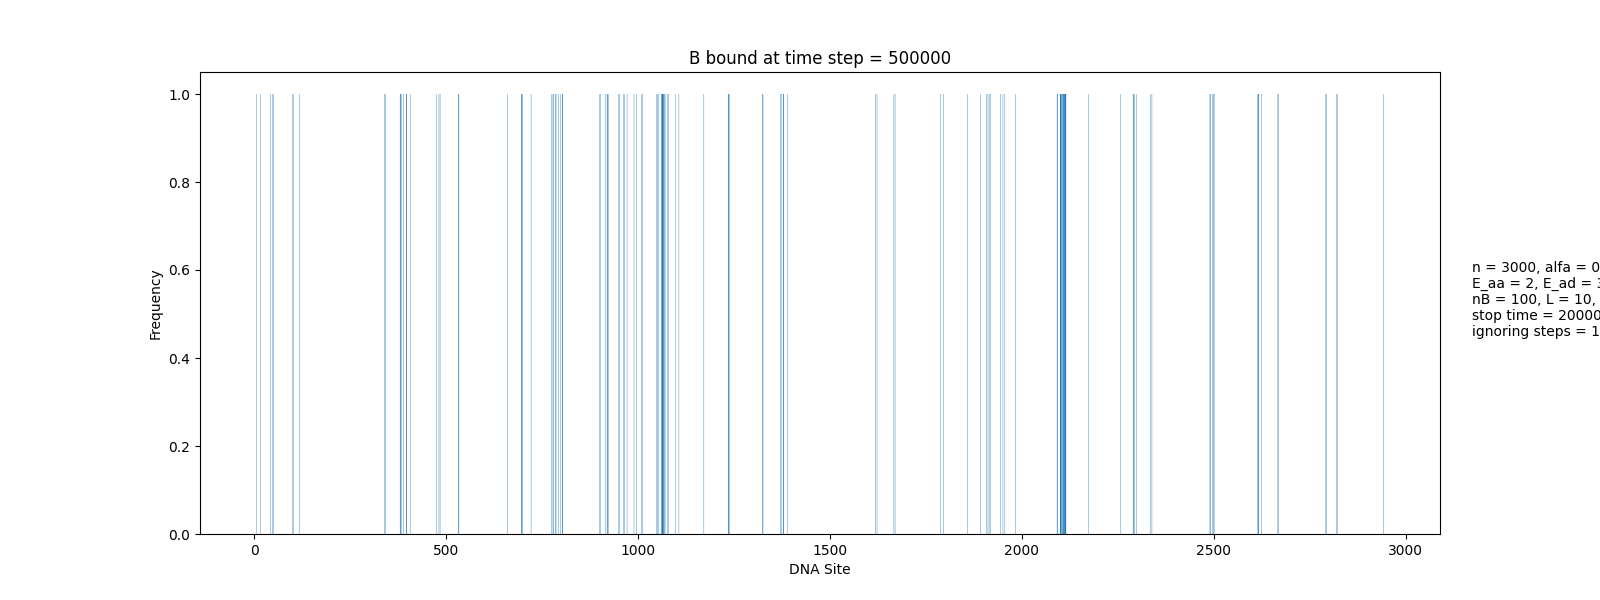 B bound at time step = 500000
1.0
0.8
0.6
0.4
0.2
0.0
Frequency
0 500 1000 1500 2000 2500 3000
DNA Site
n = 3000, alfa = 0
E_aa = 2, E_ad =
nB = 100, L = 10,
stop time = 20000
ignoring steps = 1